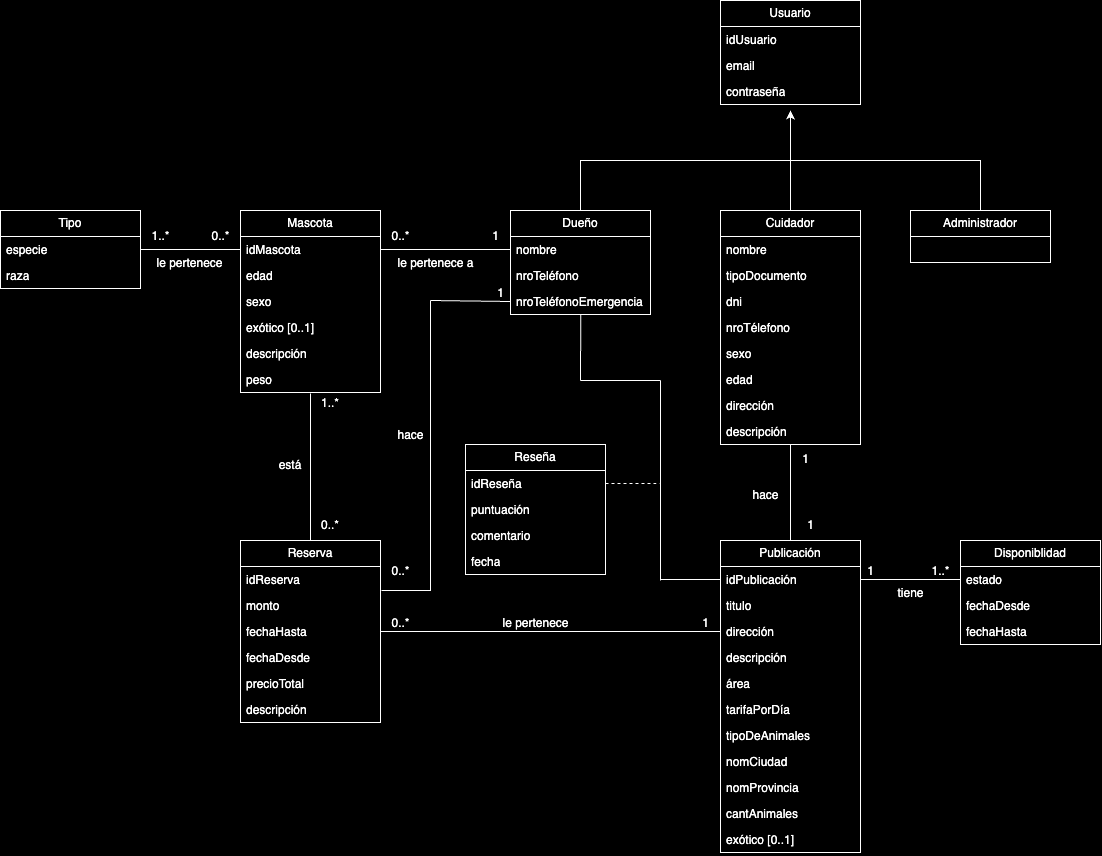 Usuario
idUsuario
email
contraseña
Tipo
especie
raza
1..*
0..*
le pertenece
Mascota
idMascota
edad
sexo
exótico [0..1]
descripción
peso
0..*
1
le pertenece a
Dueño
nombre
nroTeléfono
nroTeléfonoEmergencia
1
Cuidador
nombre
tipoDocumento
dni
nroTélefono
sexo
edad
dirección
descripción
Administrador
1..*
está
0..*
hace
0..*
Reseña
idReseña
puntuación
comentario
fecha
1
hace
1
Reserva
idReserva
monto
fechaHasta
fechaDesde
precioTotal
descripción
0..*
le pertenece
1
Publicación
idPublicación
titulo
dirección
descripción
área
tarifaPorDía
tipoDeAnimales
nomCiudad
nomProvincia
cantAnimales
exótico [0..1]
1
1..*
tiene
Disponiblidad
estado
fechaDesde
fechaHasta